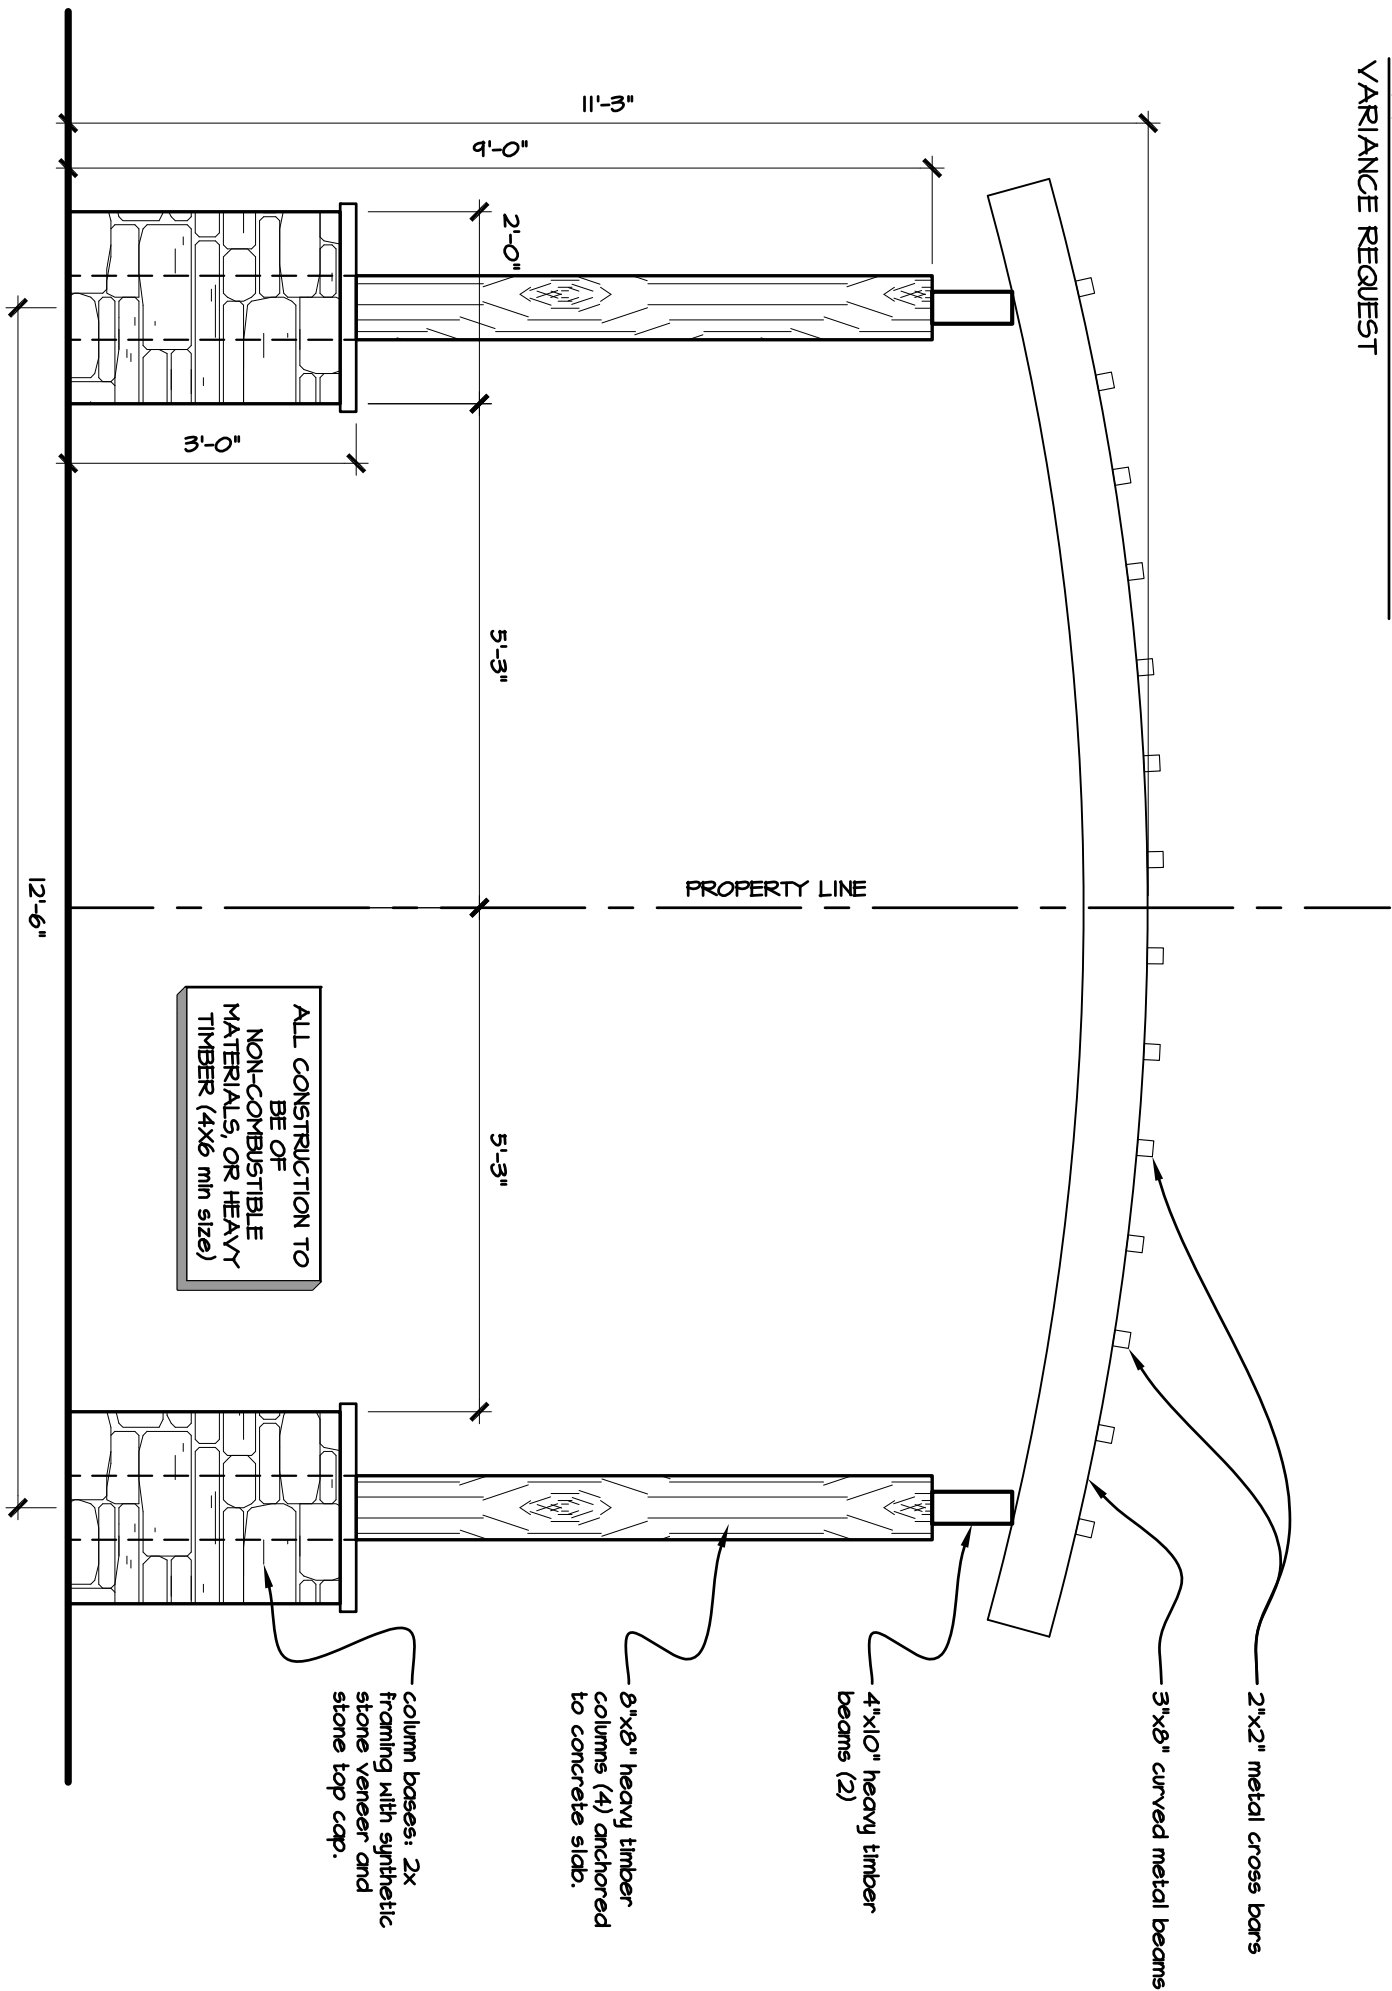 VARIANCE REQUEST
2"x2" metal cross bars
3"x8" curved metal beams
11'-3"
9'-0"
4"x10" heavy timber
beams (2)
PROPERTY LINE
8"x8" heavy timber
columns (4) anchored
to concrete slab.
2'-0"
5'-3"
5'-3"
column bases: 2x
framing with synthetic
stone veneer and
stone top cap.
3'-0"
ALL CONSTRUCTION TO
BE OF
NON-COMBUSTIBLE
MATERIALS, OR HEAVY
TIMBER (4X6 min size)
12'-6"